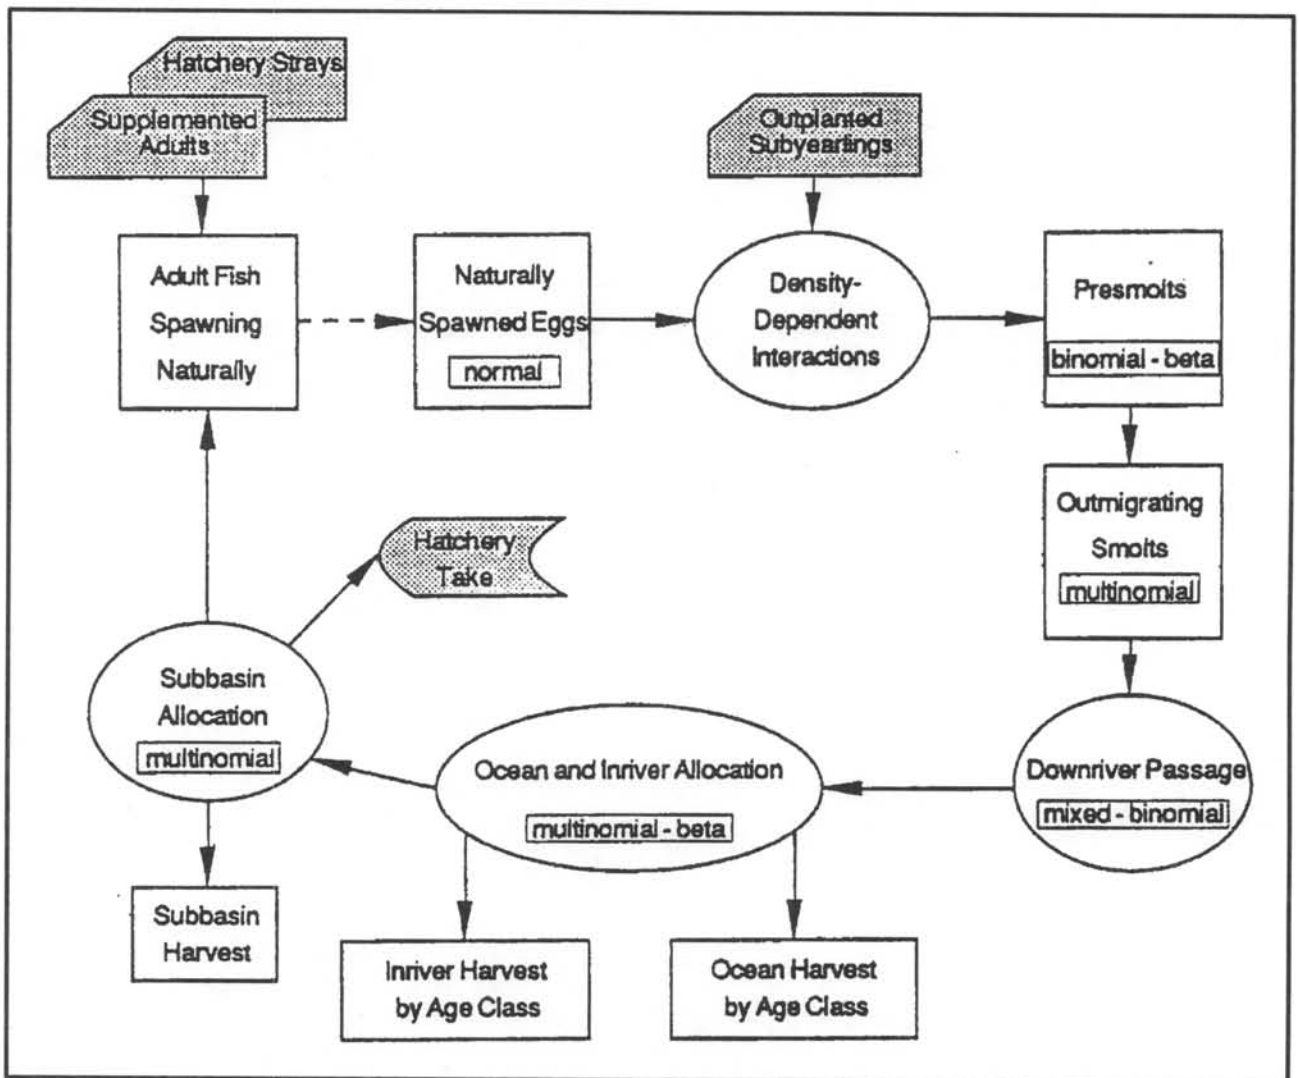 Hatchery Strays
Supplemented
Adults
Outplanted
Subyearlings
Adult Fish
Spawning
Naturally
Naturally
Spawned Eggs
normal
Density-
Dependent
Interactions
Presmolts
binomial - beta
Outmigrating
Smolts
multinomial
Hatchery
Take
Subbasin
Allocation
multinomial
Ocean and Inriver Allocation
multinomial - beta
Downriver Passage
mixed - binomial
Subbasin
Harvest
Inriver Harvest
by Age Class
Ocean Harvest
by Age Class